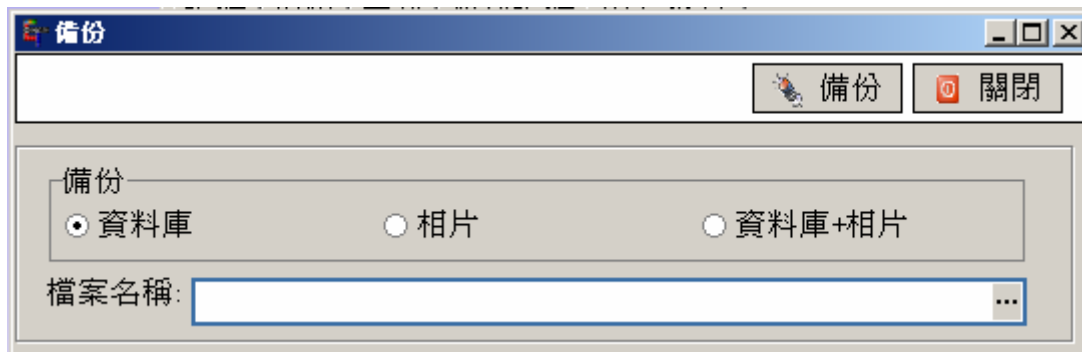 備份
備份 關閉
備份
資料庫 相片 資料庫+相片
檔案名稱: ...